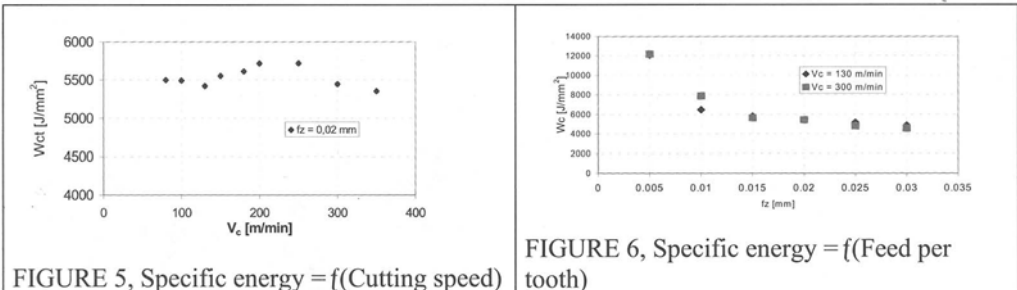 6000
5500
5000
4500
4000
Wct [J/mm²]
◆ fz = 0,02 mm
0
100
200
300
400
Vc [m/min]
FIGURE 5, Specific energy = f(Cutting speed)
14000
12000
10000
8000
6000
4000
2000
0
Wc [J/mm²]
◆ Vc = 130 m/min
■ Vc = 300 m/min
0
0.005
0.01
0.015
0.02
0.025
0.03
0.035
fz [mm]
FIGURE 6, Specific energy = f(Feed per
tooth)